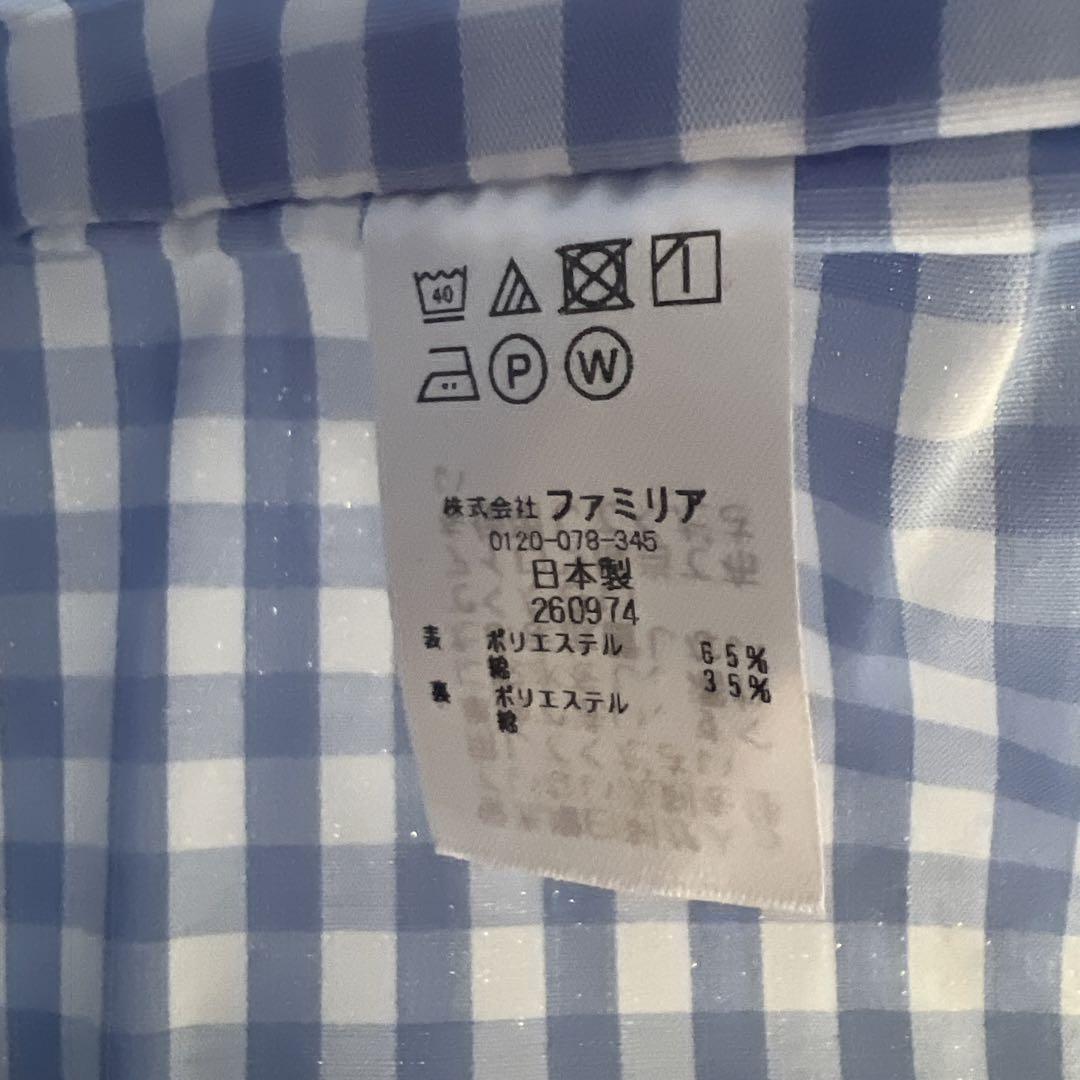 40
P
W
株式会社 ファミリア
0120-078-345
日本製
260974
表 ポリエステル 65%
綿 35%
裏 ポリエステル
綿